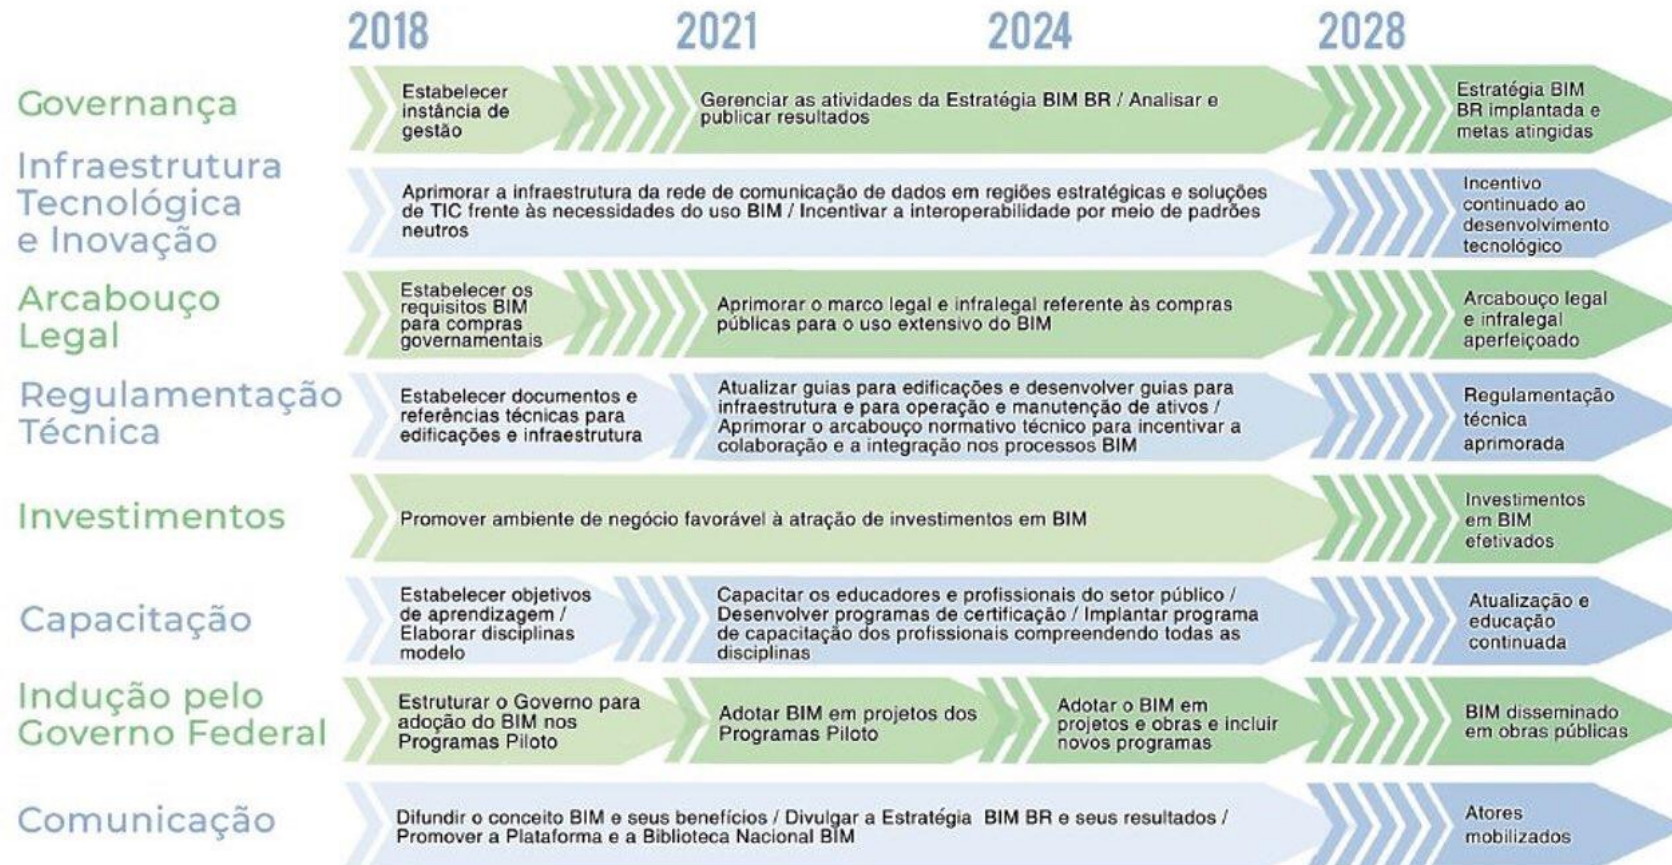 2018 2021 2024 2028
Governança
Estabelecer
instância de
gestão
Gerenciar as atividades da Estratégia BIM BR / Analisar e
publicar resultados
Estratégia BIM
BR implantada e
metas atingidas
Infraestrutura
Tecnológica
e Inovação
Aprimorar a infraestrutura da rede de comunicação de dados em regiões estratégicas e soluções
de TIC frente às necessidades do uso BIM / Incentivar a interoperabilidade por meio de padrões
neutros
Incentivo
continuado ao
desenvolvimento
tecnológico
Arcabouço
Legal
Estabelecer os
requisitos BIM
para compras
governamentais
Aprimorar o marco legal e infralegal referente às compras
públicas para o uso extensivo do BIM
Arcabouço legal
e infralegal
aperfeiçoado
Regulamentação
Técnica
Estabelecer documentos e
referências técnicas para
edificações e infraestrutura
Atualizar guias para edificações e desenvolver guias para
infraestrutura e para operação e manutenção de ativos /
Aprimorar o arcabouço normativo técnico para incentivar a
colaboração e a integração nos processos BIM
Regulamentação
técnica
aprimorada
Investimentos
Promover ambiente de negócio favorável à atração de investimentos em BIM
Investimentos
em BIM
efetivados
Capacitação
Estabelecer objetivos
de aprendizagem /
Elaborar disciplinas
modelo
Capacitar os educadores e profissionais do setor público /
Desenvolver programas de certificação / Implantar programa
de capacitação dos profissionais compreendendo todas as
disciplinas
Atualização e
educação
continuada
Indução pelo
Governo Federal
Estruturar o Governo para
adoção do BIM nos
Programas Piloto
Adotar BIM em projetos dos
Programas Piloto
Adotar o BIM em
projetos e obras e incluir
novos programas
BIM disseminado
em obras públicas
Comunicação
Difundir o conceito BIM e seus benefícios / Divulgar a Estratégia BIM BR e seus resultados /
Promover a Plataforma e a Biblioteca Nacional BIM
Atores
mobilizados